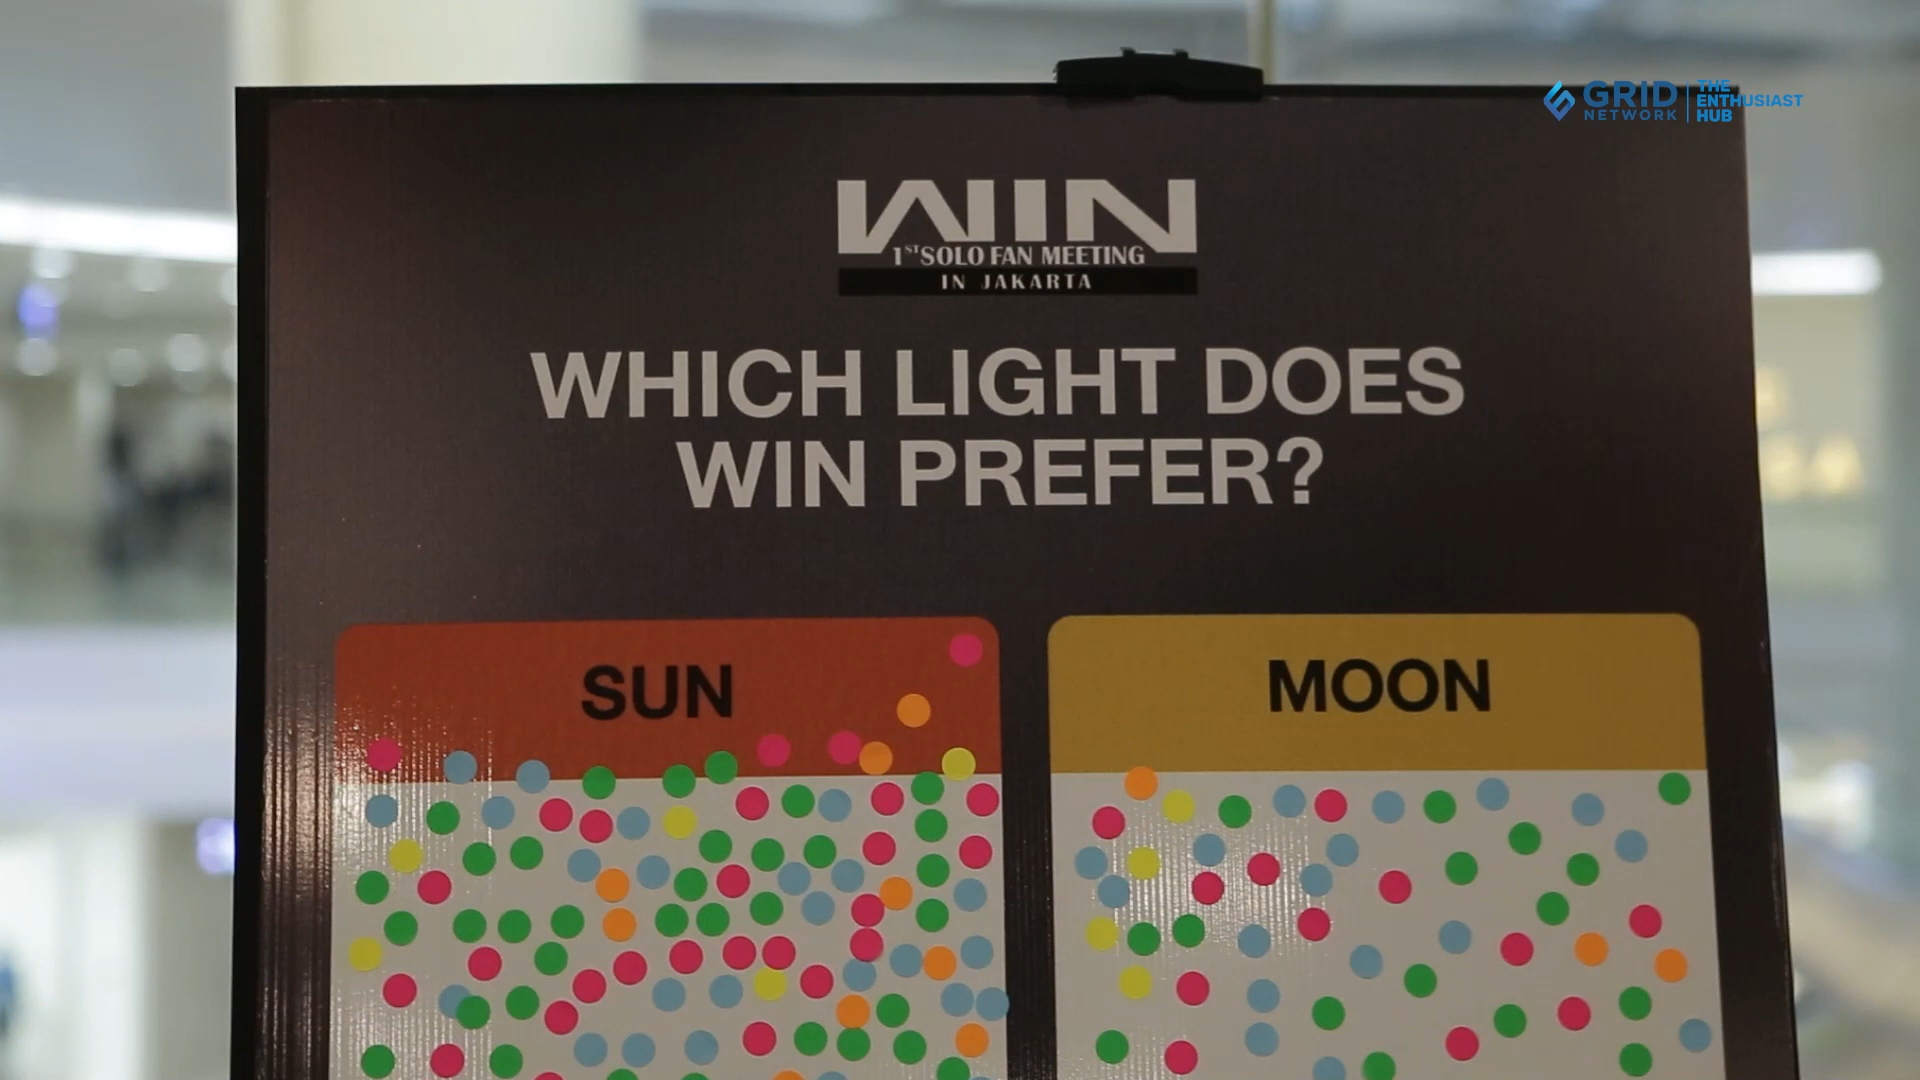 GRID
NETWORK
THE
ENTHUSIAST
HUB
WIN
1ST SOLO FAN MEETING
IN JAKARTA
WHICH LIGHT DOES
WIN PREFER?
SUN
MOON